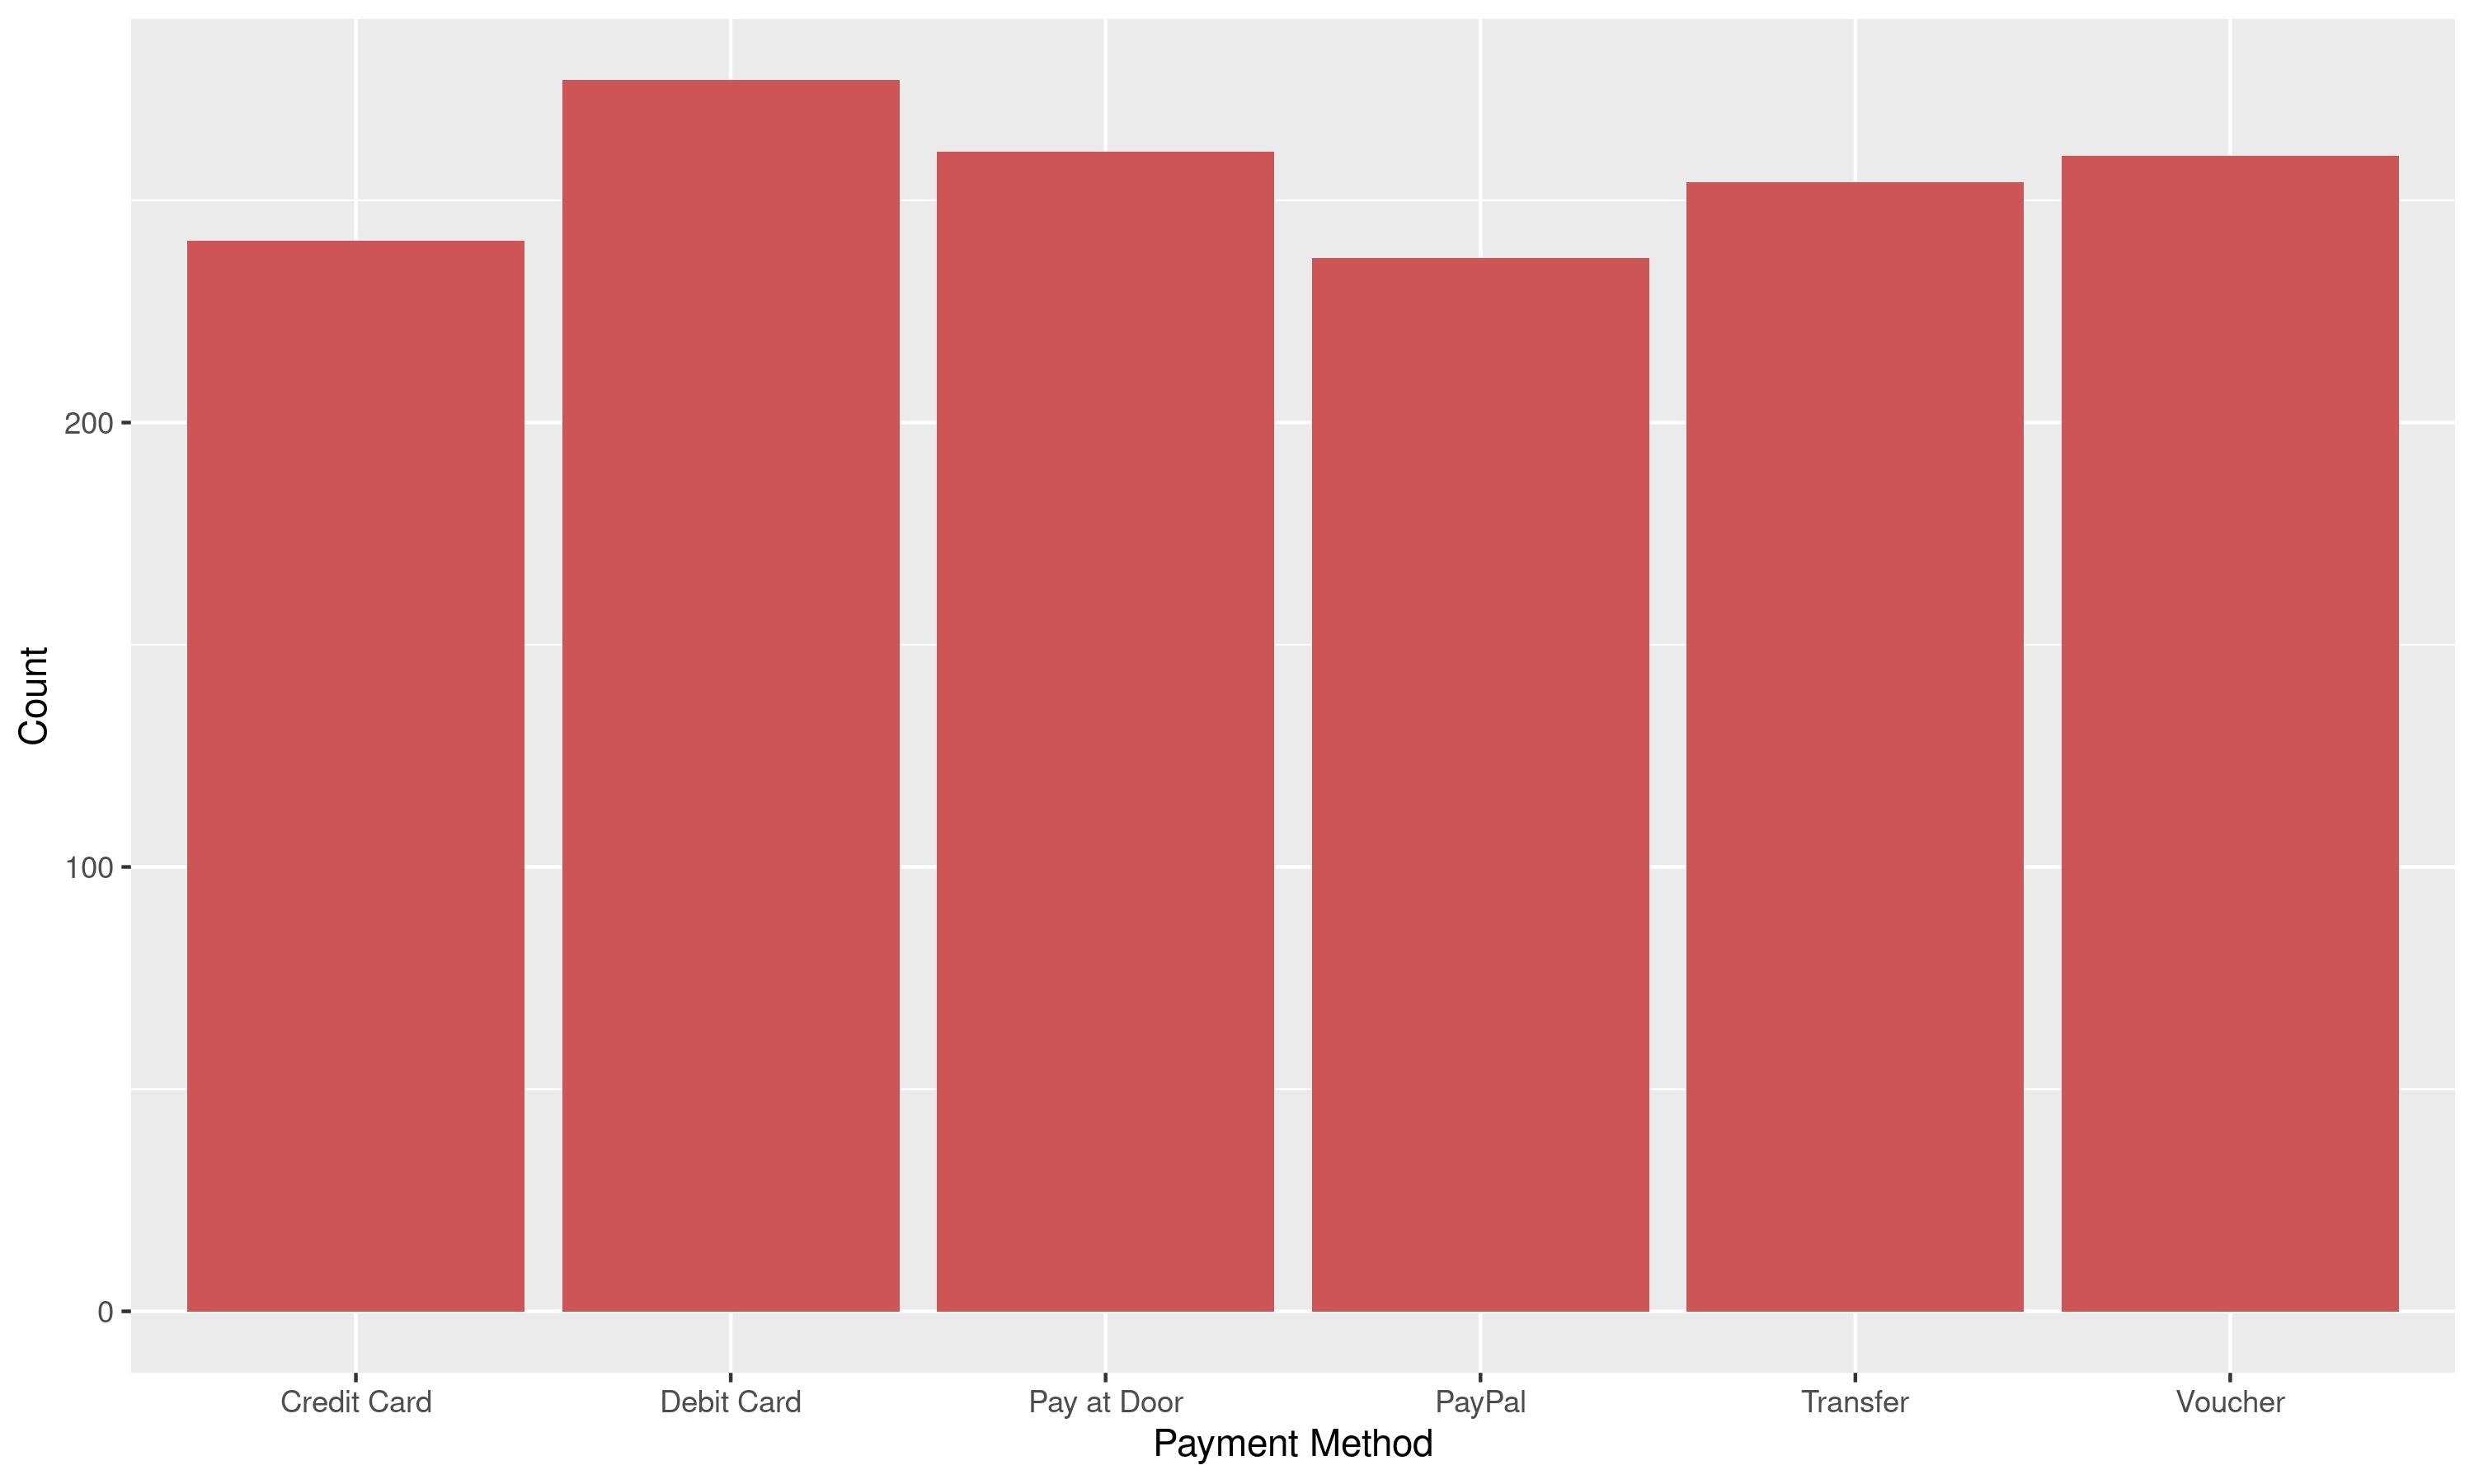 Count
200
100
0
Credit Card Debit Card Pay at Door PayPal Transfer Voucher
Payment Method